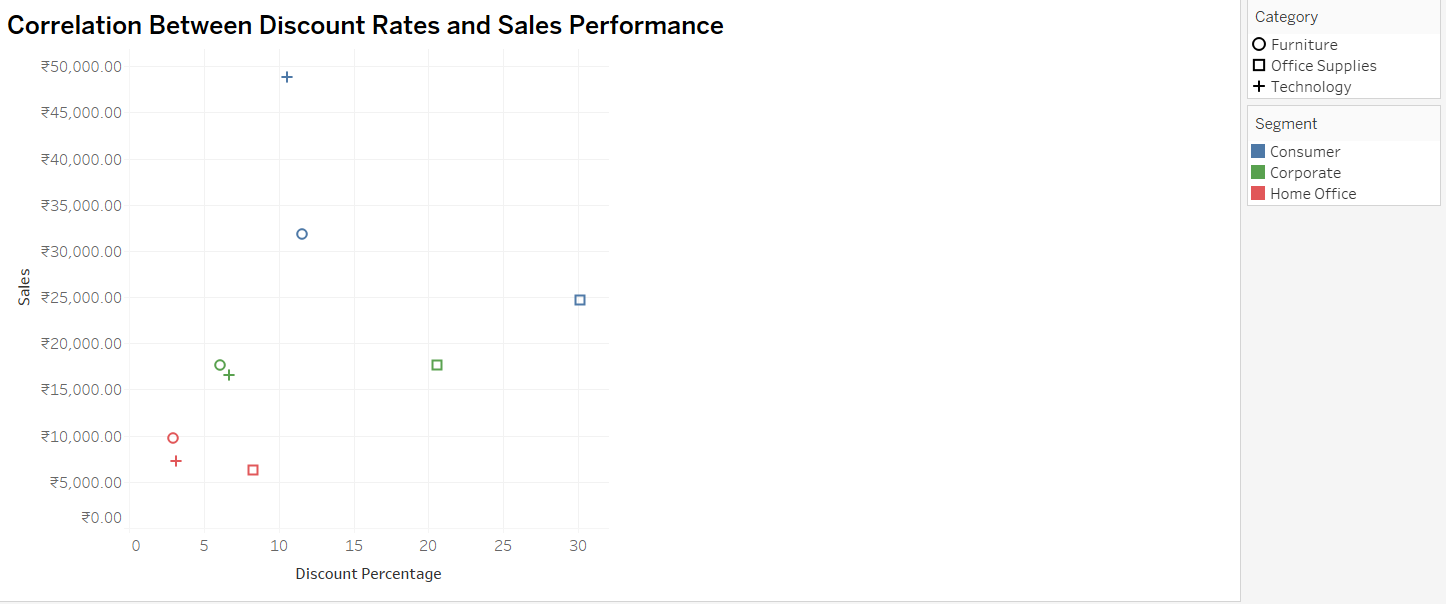 Correlation Between Discount Rates and Sales Performance
₹50,000.00
₹45,000.00
₹40,000.00
₹35,000.00
₹30,000.00
₹25,000.00
₹20,000.00
₹15,000.00
₹10,000.00
₹5,000.00
₹0.00
Sales
0 5 10 15 20 25 30
Discount Percentage
Category
Furniture
Office Supplies
Technology
Segment
Consumer
Corporate
Home Office